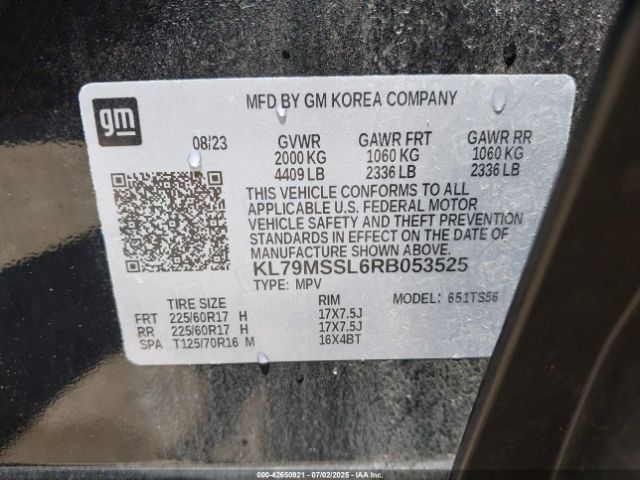 gm
MFD BY GM KOREA COMPANY
08/23 GVWR GAWR FRT GAWR RR
2000 KG 1060 KG 1060 KG
4409 LB 2336 LB 2336 LB
THIS VEHICLE CONFORMS TO ALL
APPLICABLE U.S. FEDERAL MOTOR
VEHICLE SAFETY AND THEFT PREVENTION
STANDARDS IN EFFECT ON THE DATE OF
MANUFACTURE SHOWN ABOVE.
KL79MSSL6RB053525
TYPE: MPV
TIRE SIZE RIM MODEL: 651TS56
FRT 225/60R17 H 17X7.5J
RR 225/60R17 H 17X7.5J
SPA T125/70R16 M 16X4BT
000-42650921 - 07/02/2025 - IAAI.COM